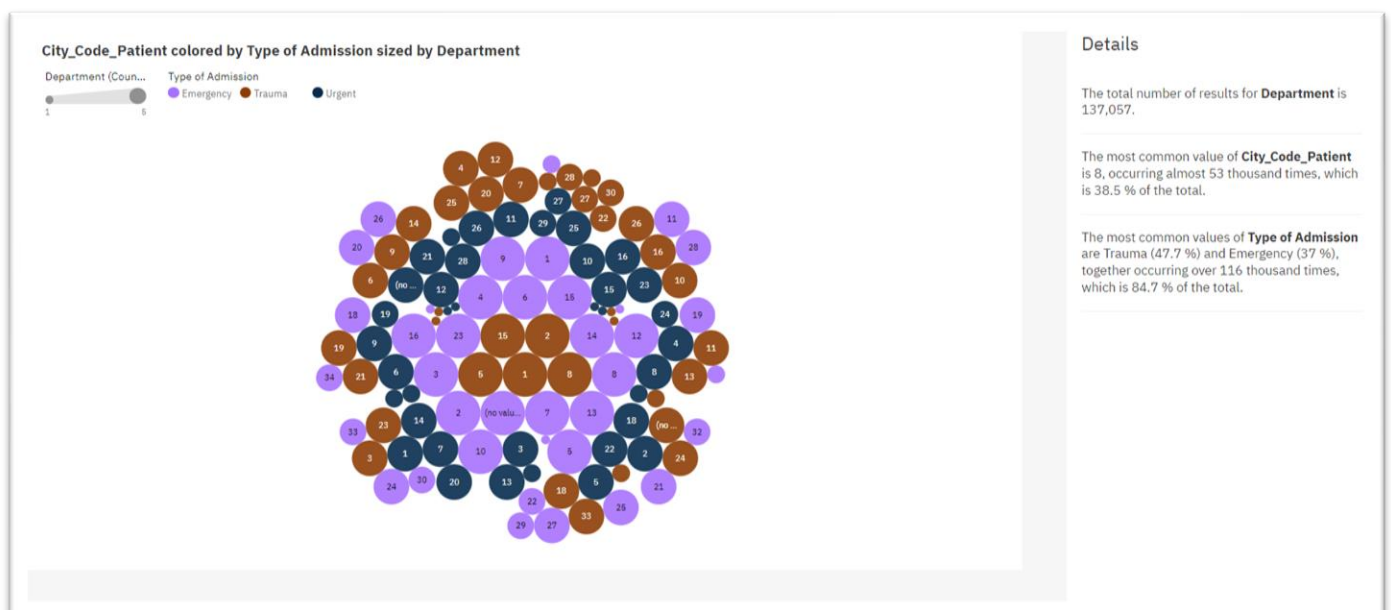 City_Code_Patient colored by Type of Admission sized by Department
Department (Coun...
1 5
Type of Admission
Emergency Trauma Urgent
4 12
28
25 20 7
27 27 30
26 14 26 11 29 25 22 26 11
20 9 21 28 9 1 10 16 16 28
6 (no ... 12 4 6 15 15 23 10
18 19 24 19
9 16 23 15 2 14 12 4
19 11
34 21 6 3 5 1 8 8 8 13
2 (no valu... 7 13
33 23 14 18 (no ... 32
3 1 7 10 3 5 22 2 24
24 30 20 13 18 5 21
22 33
29 27
Details
The total number of results for Department is
137,057.
The most common value of City_Code_Patient
is 8, occurring almost 53 thousand times, which
is 38.5 % of the total.
The most common values of Type of Admission
are Trauma (47.7 %) and Emergency (37 %),
together occurring over 116 thousand times,
which is 84.7 % of the total.